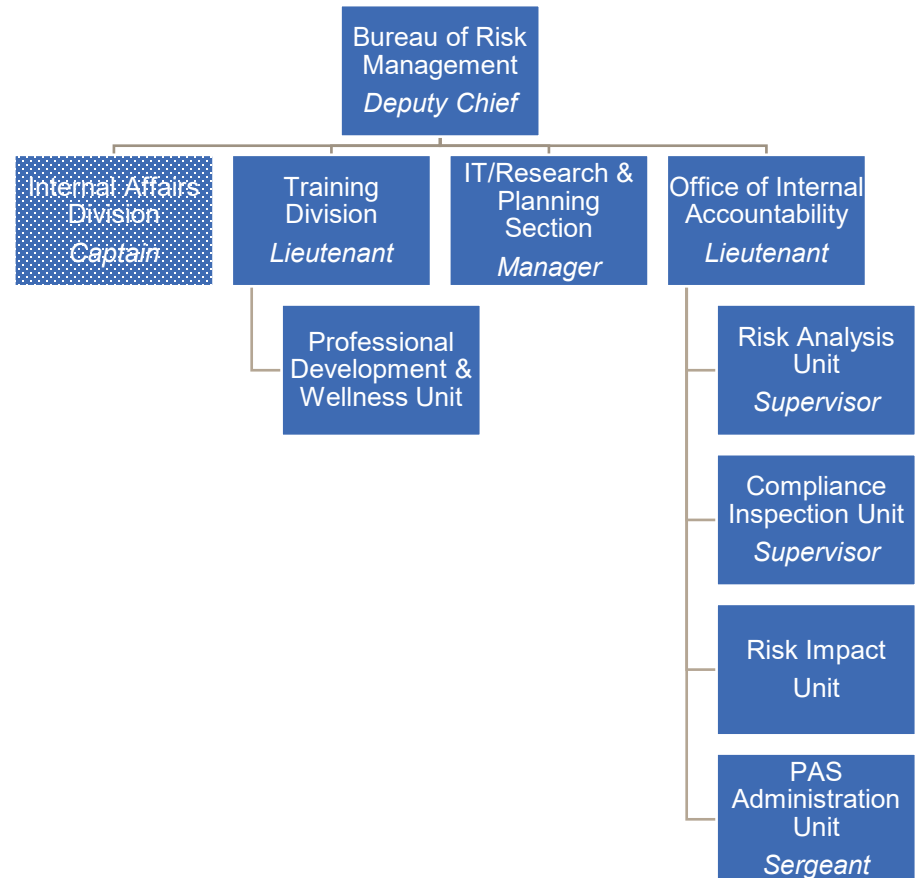 Bureau of Risk
Management
Deputy Chief
Internal Affairs
Division
Captain
Training
Division
Lieutenant
IT/Research &
Planning
Section
Manager
Office of Internal
Accountability
Lieutenant
Professional
Development &
Wellness Unit
Risk Analysis
Unit
Supervisor
Compliance
Inspection Unit
Supervisor
Risk Impact
Unit
PAS
Administration
Unit
Sergeant